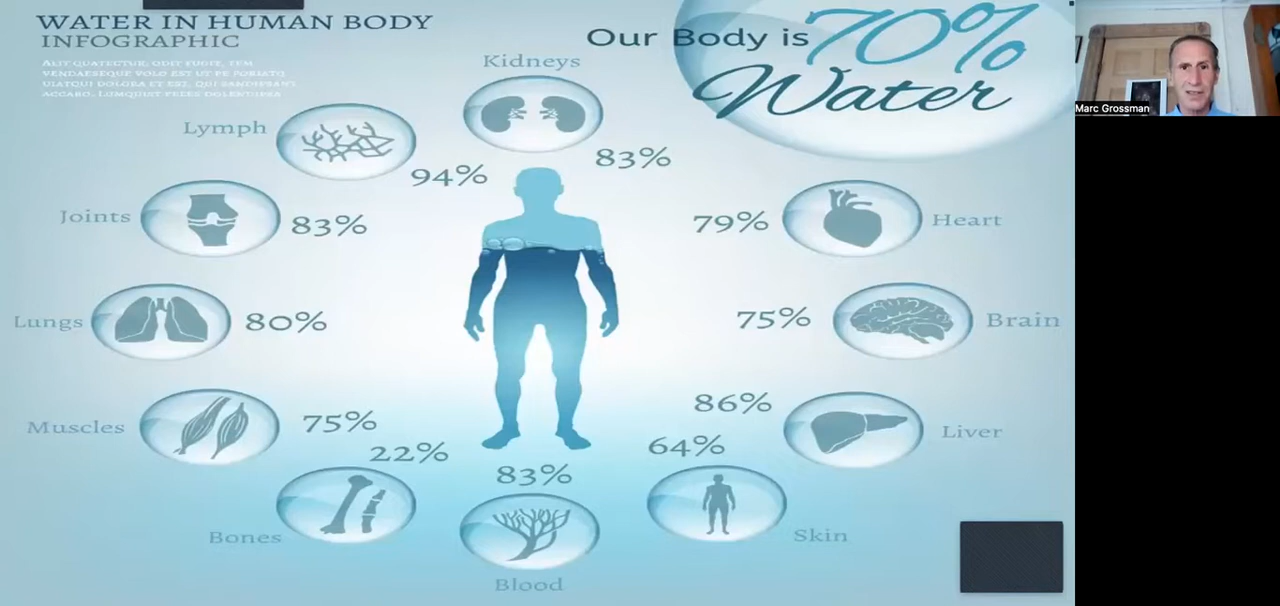 WATER IN HUMAN BODY
INFOGRAPHIC
Our Body is 70%
Water
Marc Grossman
Kidneys
83%
Lymph
94%
Joints
83%
79%
Heart
Lungs
80%
75%
Brain
Muscles
75%
86%
Liver
22%
Bones
64%
Skin
83%
Blood